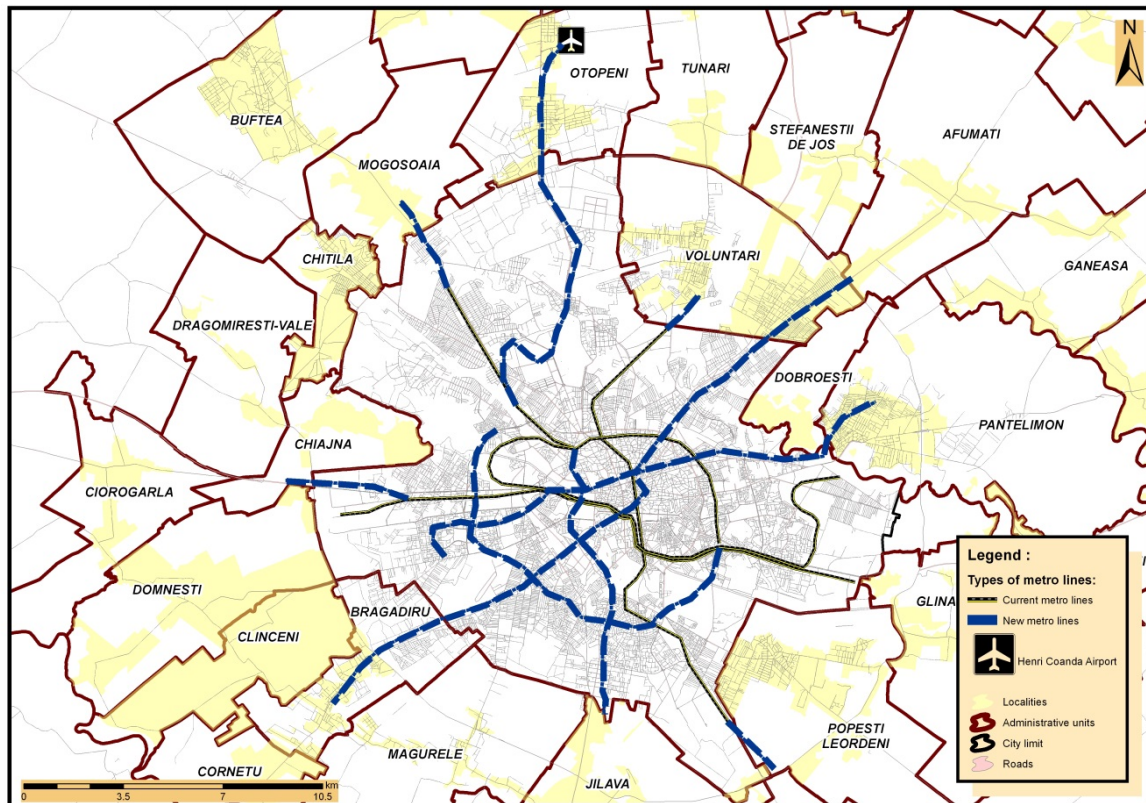 N
OTOPENI
TUNARI
BUFTEA
STEFANESTII
DE JOS
AFUMATI
MOGOSOAIA
CHITILA
VOLUNTARI
GANEASA
DRAGOMIRESTI-VALE
DOBROESTI
PANTELIMON
CHIAJNA
CIOROGARLA
DOMNESTI
BRAGADIRU
CLINCENI
GLINA
POPESTI
LEORDENI
MAGURELE
CORNETU
JILAVA
Legend :
Types of metro lines:
Current metro lines
New metro lines
Henri Coanda Airport
Localities
Administrative units
City limit
Roads
km
0 3.5 7 10.5